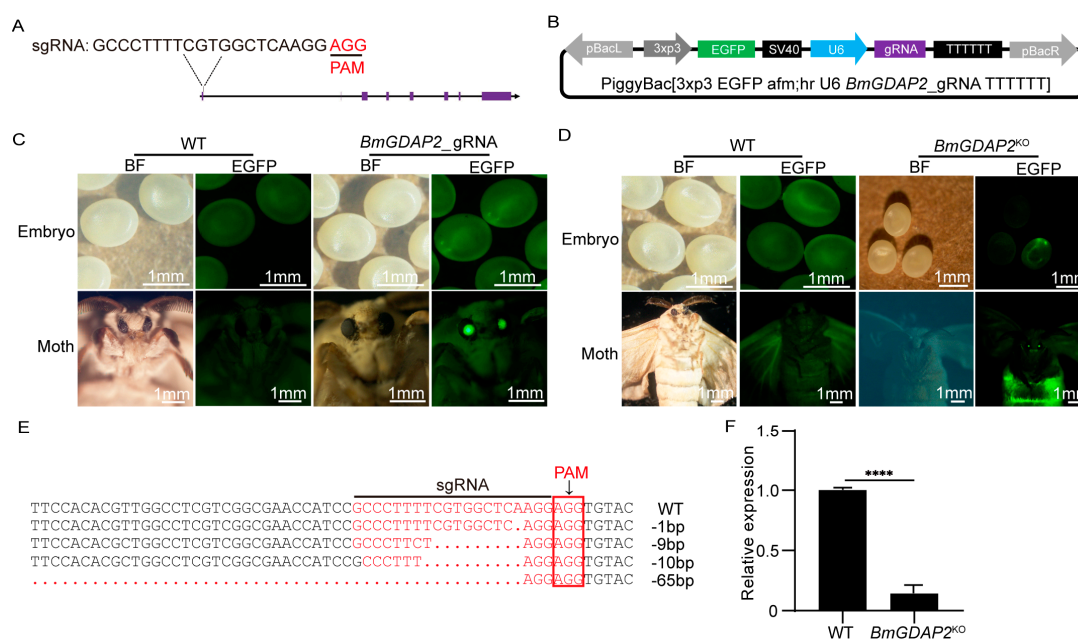 A
sgRNA: GCCCTTTTCGTGGCTCAAGG AGG
PAM
B
pBacL 3xp3 EGFP SV40 U6 gRNA TTTTTT pBacR
PiggyBac[3xp3 EGFP afm;hr U6 BmGDAP2_gRNA TTTTTT]
C
WT BmGDAP2_gRNA
BF EGFP BF EGFP
Embryo 1mm 1mm 1mm 1mm
Moth 1mm 1mm 1mm 1mm
D
WT BmGDAP2KO
BF EGFP BF EGFP
Embryo 1mm 1mm 1mm 1mm
Moth 1mm 1mm 1mm 1mm
E
PAM
sgRNA ↓
TTCCACACGTTGGCCTCGTCGGCGAACCATCCGCCCTTTTCGTGGCTCAAGGAGGTGTAC WT
TTCCACACGTTGGCCTCGTCGGCGAACCATCCGCCCTTTTCGTGGCTC.AGGAGGTGTAC -1bp
TTCCACACGCTGGCCTCGTCGGCGAACCATCCGCCCTTCT.........AGGAGGTGTAC -9bp
TTCCACACGCTGGCCTCGTCGGCGAACCATCCGCCCTTT..........AGGAGGTGTAC -10bp
.................................................AGGAGGTGTAC -65bp
F
Relative expression
1.5
1.0
0.5
0
****
WT BmGDAP2KO